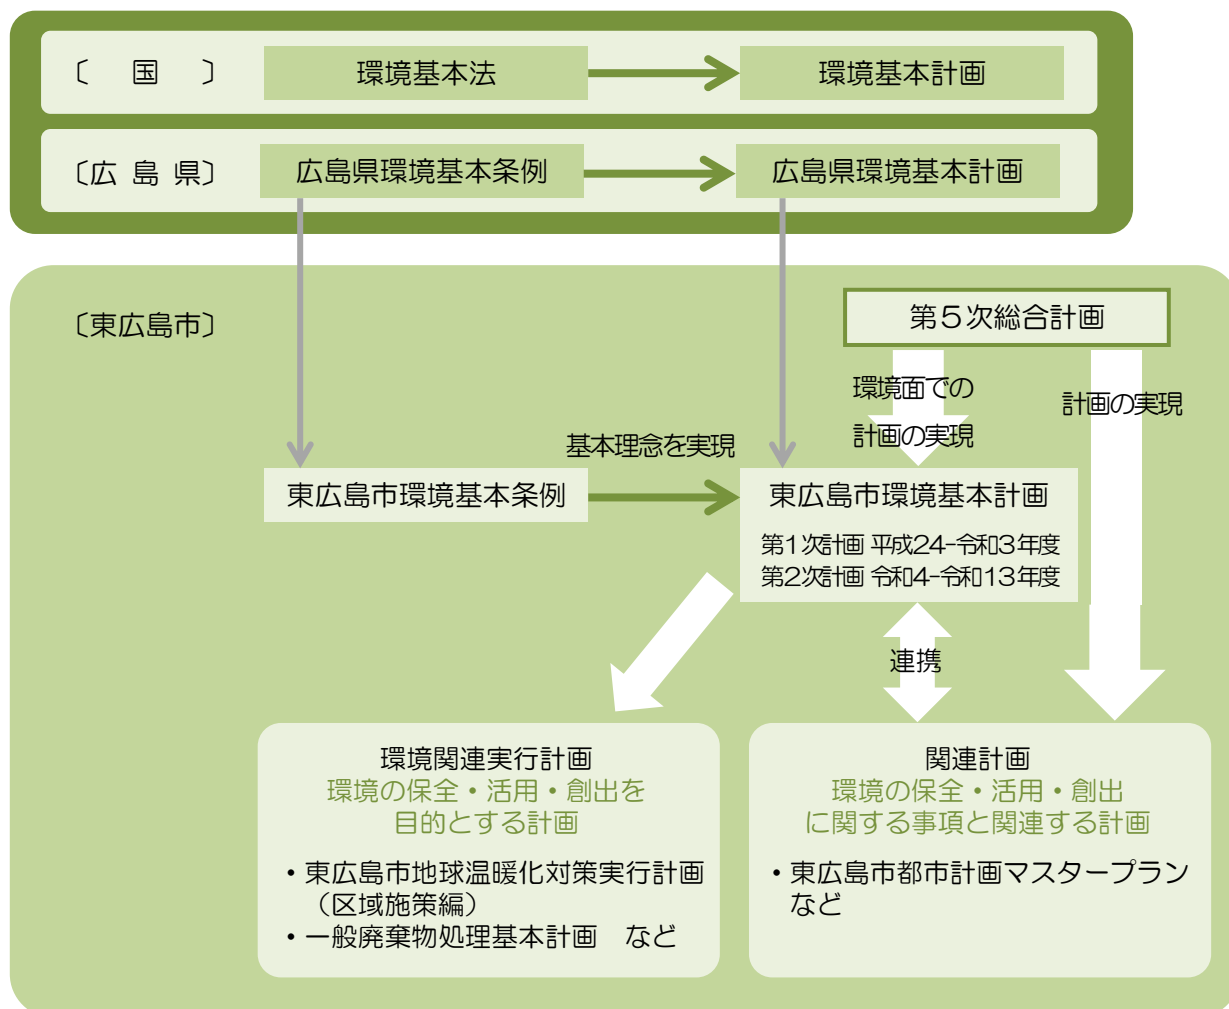 〔　国　〕
環境基本法
環境基本計画
〔広 島 県〕
広島県環境基本条例
広島県環境基本計画
〔東広島市〕
第５次総合計画
環境面での
計画の実現
計画の実現
基本理念を実現
東広島市環境基本条例
東広島市環境基本計画
第１次計画 平成24-令和３年度
第２次計画 令和4-令和１３年度
連携
環境関連実行計画
環境の保全・活用・創出を
目的とする計画
・東広島市地球温暖化対策実行計画
（区域施策編）
・一般廃棄物処理基本計画　など
関連計画
環境の保全・活用・創出
に関する事項と関連する計画
・東広島市都市計画マスタープラン
など